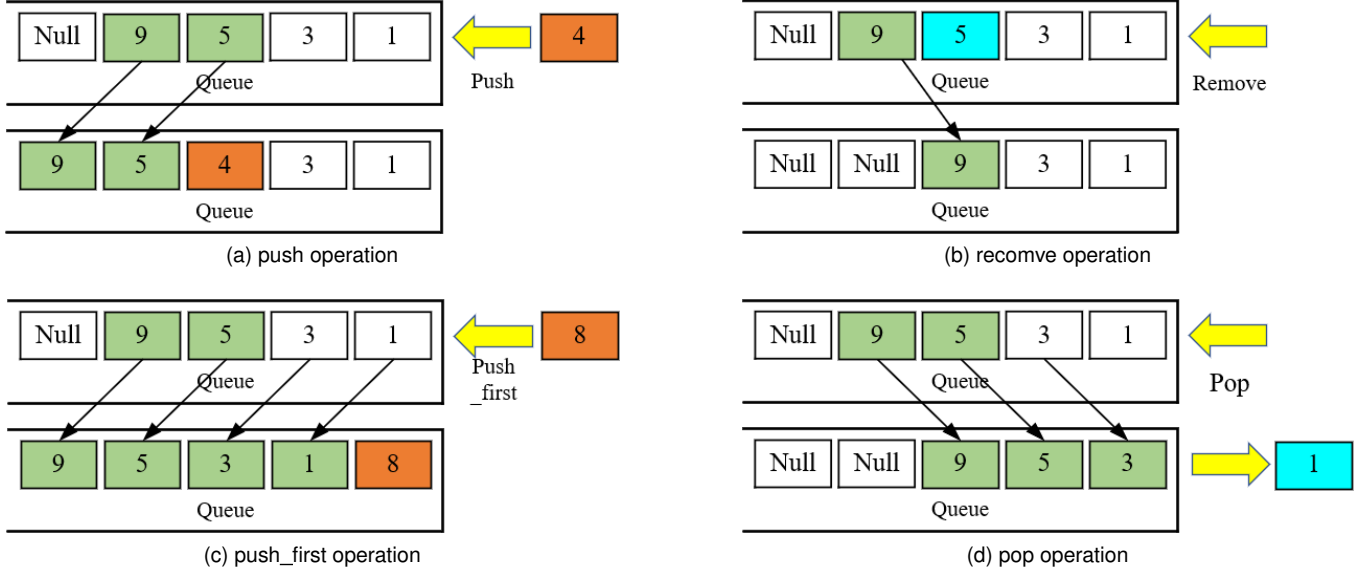 Null 9 5 3 1 4
Queue Push
9 5 4 3 1
Queue
(a) push operation
Null 9 5 3 1
Queue Remove
Null Null 9 3 1
Queue
(b) recomve operation
Null 9 5 3 1 8
Queue Push
_first
9 5 3 1 8
Queue
(c) push_first operation
Null 9 5 3 1
Queue Pop
Null Null 9 5 3 1
Queue
(d) pop operation